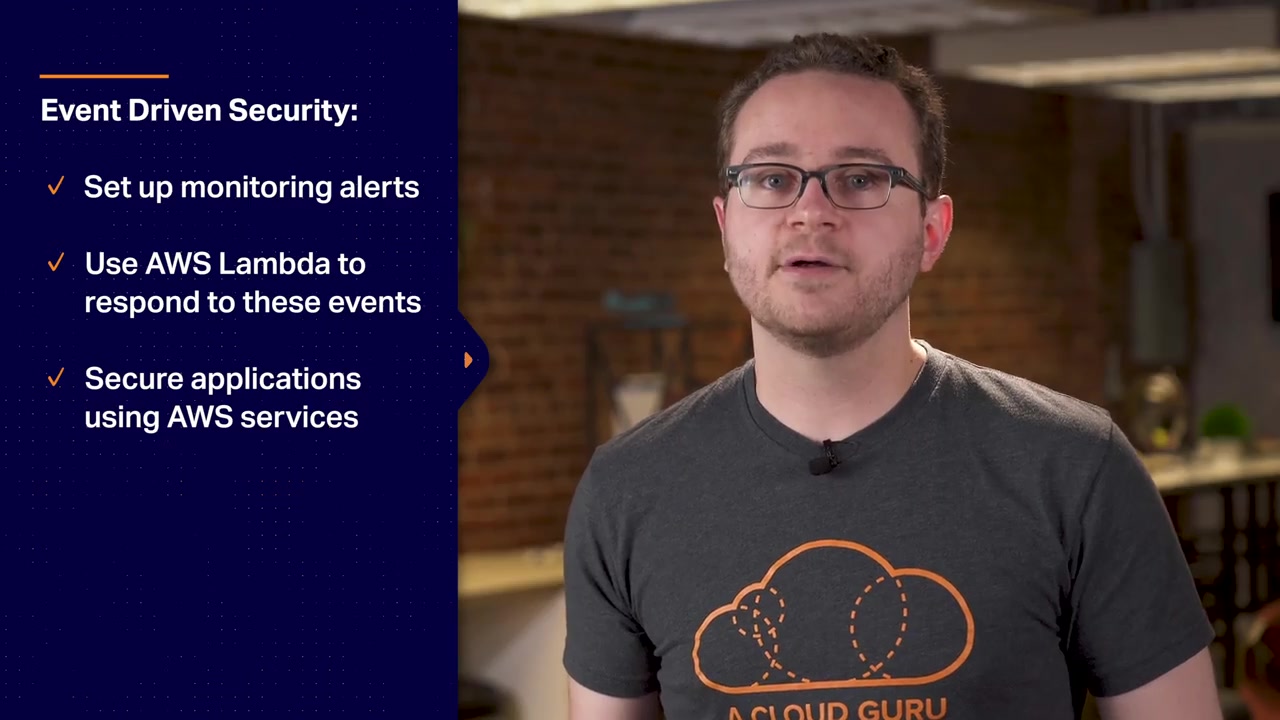 Event Driven Security:
✓ Set up monitoring alerts
✓ Use AWS Lambda to
respond to these events
✓ Secure applications
using AWS services
A CLOUD GURU